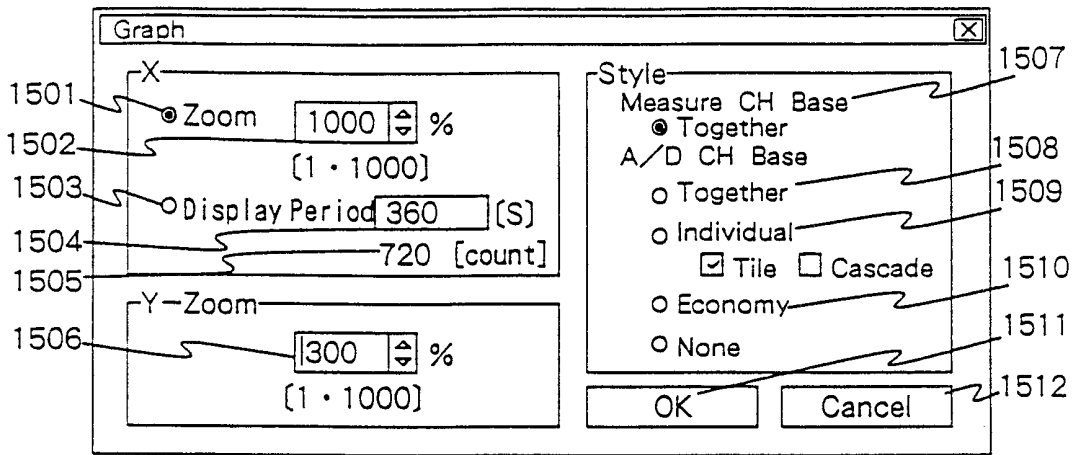 Graph
X
1501
Zoom 1000 %
1502
[1・1000]
1503
Display Period 360 [S]
1504
720 [count]
1505
Y-Zoom
1506
300 %
[1・1000]
Style
1507
Measure CH Base
Together
A/D CH Base
1508
Together
1509
Individual
Tile Cascade
1510
Economy
1511
None
OK Cancel
1512